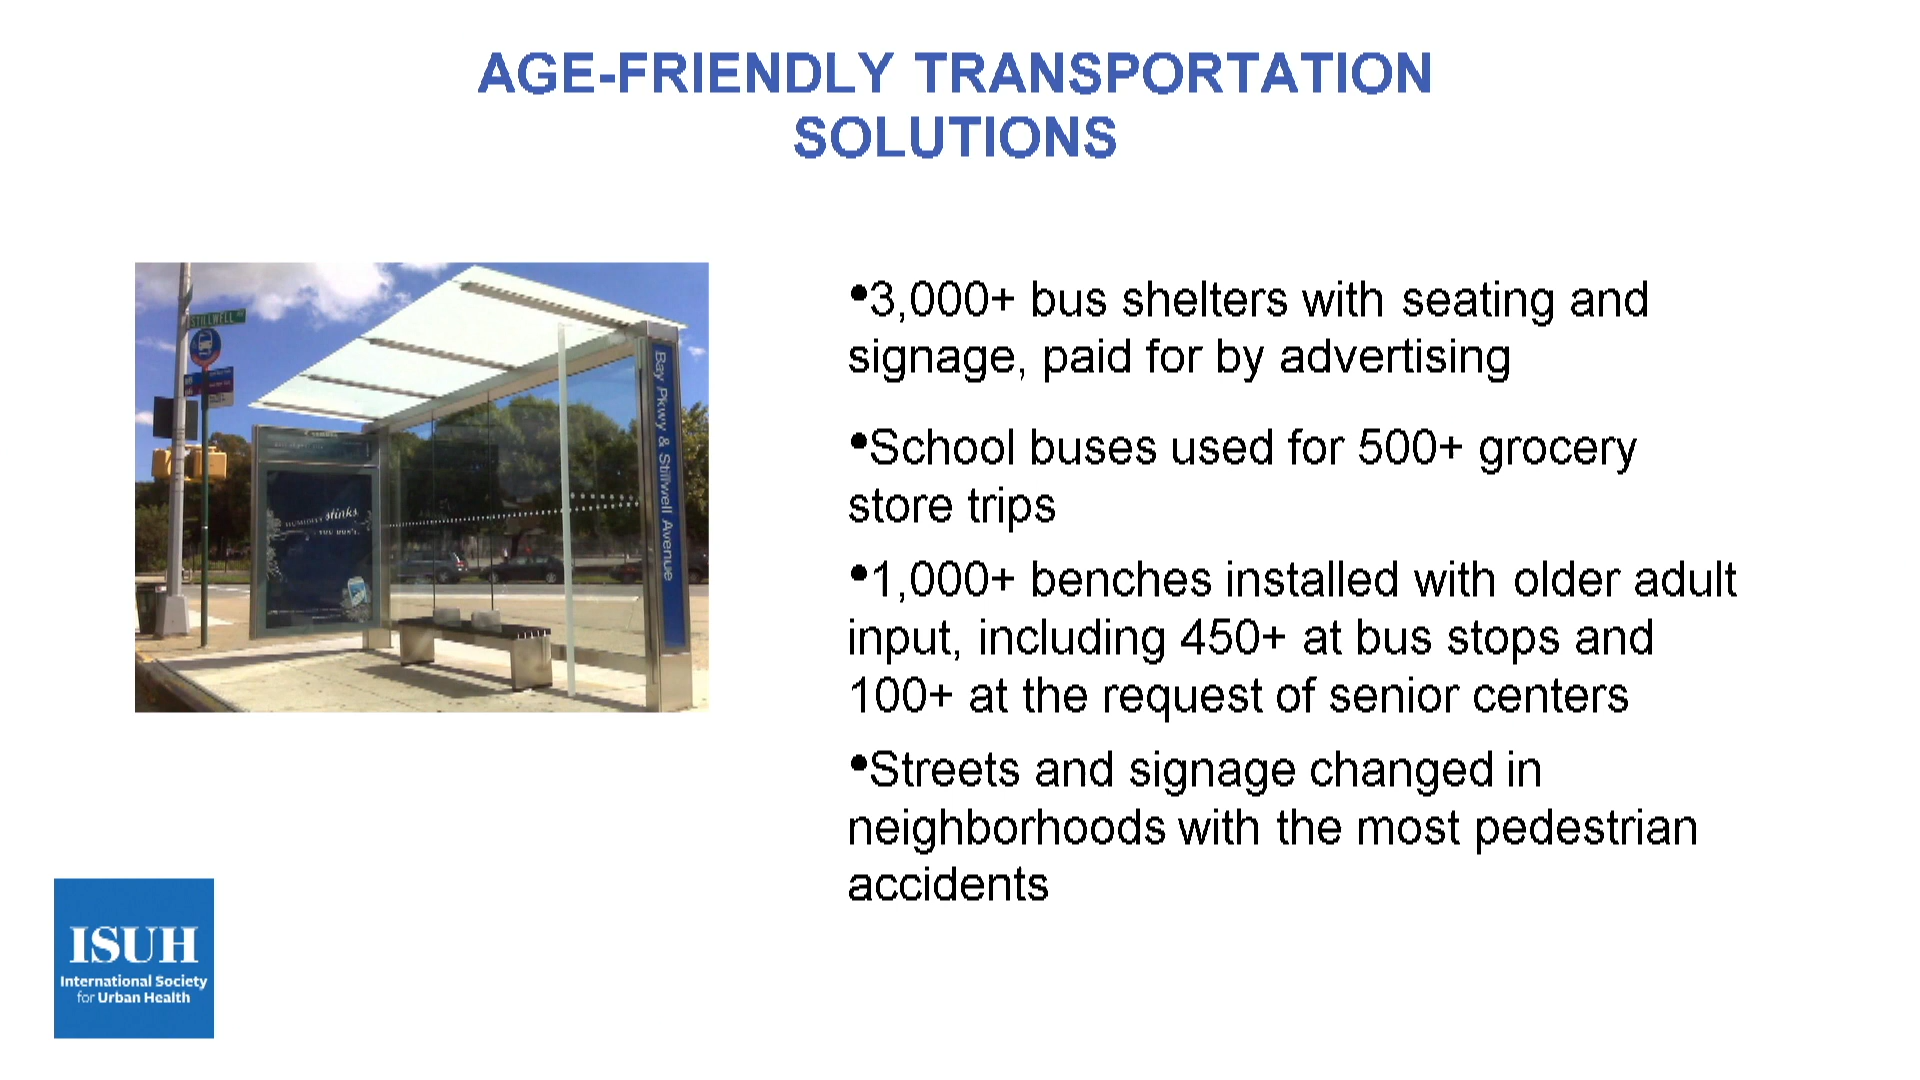 AGE-FRIENDLY TRANSPORTATION
SOLUTIONS
STILLWELL
stinks
Bay Pkwy & Stillwell Avenue
•3,000+ bus shelters with seating and
signage, paid for by advertising
•School buses used for 500+ grocery
store trips
•1,000+ benches installed with older adult
input, including 450+ at bus stops and
100+ at the request of senior centers
•Streets and signage changed in
neighborhoods with the most pedestrian
accidents
ISUH
International Society
for Urban Health